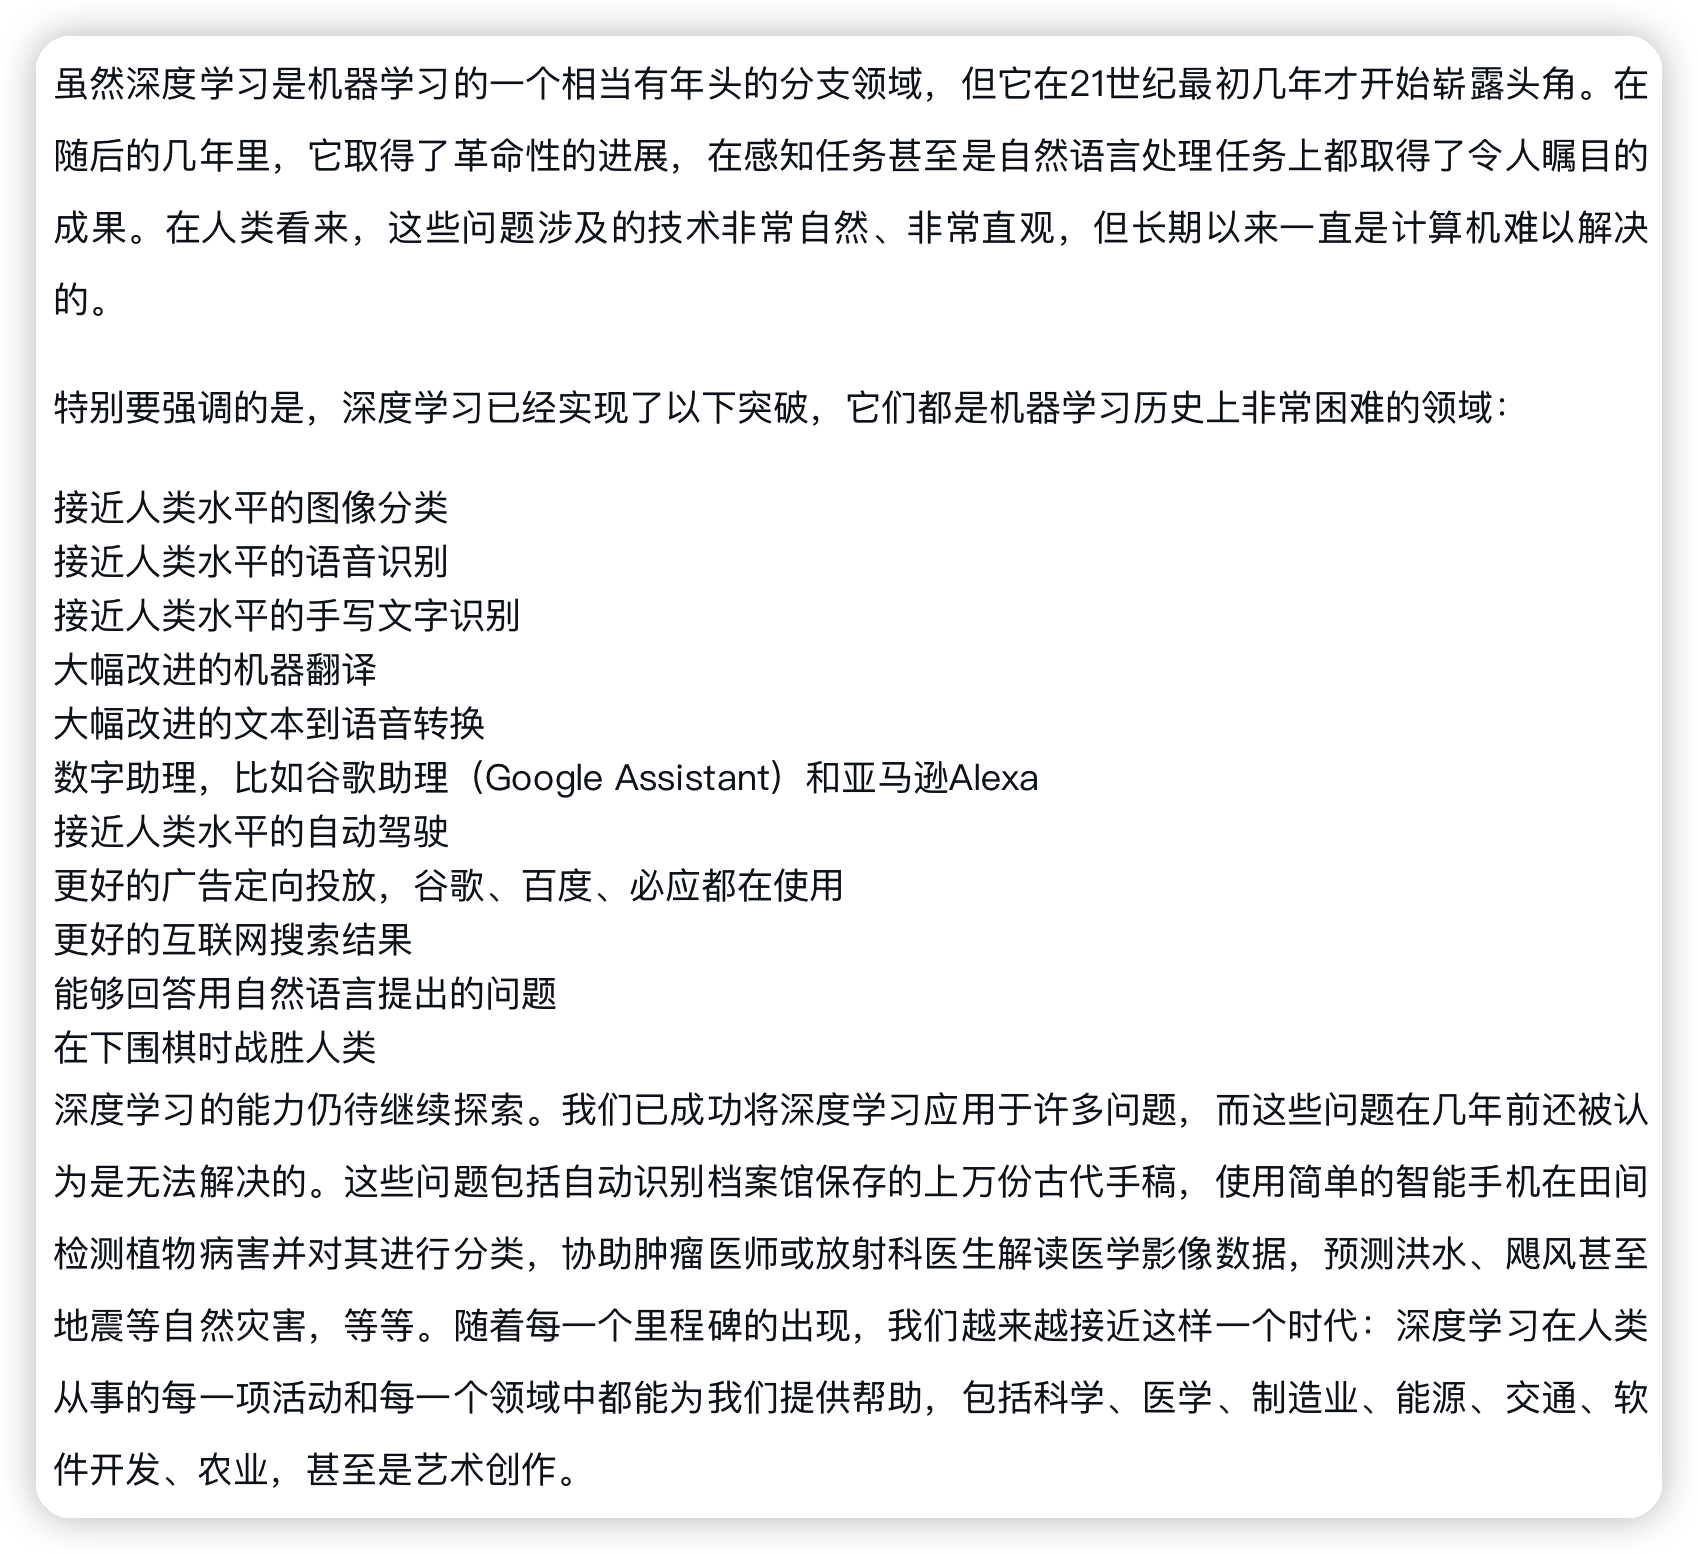 虽然深度学习是机器学习的一个相当有年头的分支领域，但它在21世纪最初几年才开始崭露头角。在
随后的几年里，它取得了革命性的进展，在感知任务甚至是自然语言处理任务上都取得了令人瞩目的
成果。在人类看来，这些问题涉及的技术非常自然、非常直观，但长期以来一直是计算机难以解决
的。
特别要强调的是，深度学习已经实现了以下突破，它们都是机器学习历史上非常困难的领域：
接近人类水平的图像分类
接近人类水平的语音识别
接近人类水平的手写文字识别
大幅改进的机器翻译
大幅改进的文本到语音转换
数字助理，比如谷歌助理（Google Assistant）和亚马逊Alexa
接近人类水平的自动驾驶
更好的广告定向投放，谷歌、百度、必应都在使用
更好的互联网搜索结果
能够回答用自然语言提出的问题
在下围棋时战胜人类
深度学习的能力仍待继续探索。我们已成功将深度学习应用于许多问题，而这些问题在几年前还被认
为是无法解决的。这些问题包括自动识别档案馆保存的上万份古代手稿，使用简单的智能手机在田间
检测植物病害并对其进行分类，协助肿瘤医师或放射科医生解读医学影像数据，预测洪水、飓风甚至
地震等自然灾害，等等。随着每一个里程碑的出现，我们越来越接近这样一个时代：深度学习在人类
从事的每一项活动和每一个领域中都能为我们提供帮助，包括科学、医学、制造业、能源、交通、软
件开发、农业，甚至是艺术创作。